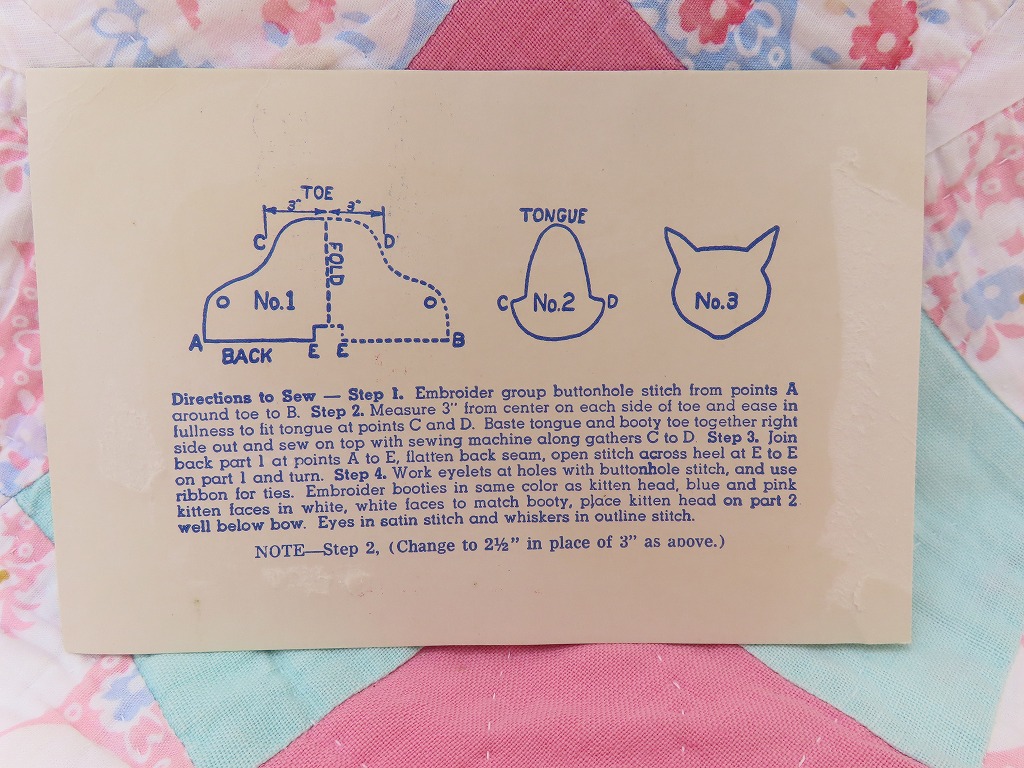 TOE
3" 3"
C D
FOLD
No.1
A BACK E E B
TONGUE
C No.2 D
No.3
Directions to Sew — Step 1. Embroider group buttonhole stitch from points A
around toe to B. Step 2. Measure 3" from center on each side of toe and ease in
fullness to fit tongue at points C and D. Baste tongue and booty toe together right
side out and sew on top with sewing machine along gathers C to D. Step 3. Join
back part 1 at points A to E, flatten back seam, open stitch across heel at E to E
on part 1 and turn. Step 4. Work eyelets at holes with buttonhole stitch, and use
ribbon for ties. Embroider booties in same color as kitten head, blue and pink
kitten faces in white, white faces to match booty, place kitten head on part 2
well below bow. Eyes in satin stitch and whiskers in outline stitch.
NOTE—Step 2, (Change to 2½" in place of 3" as above.)